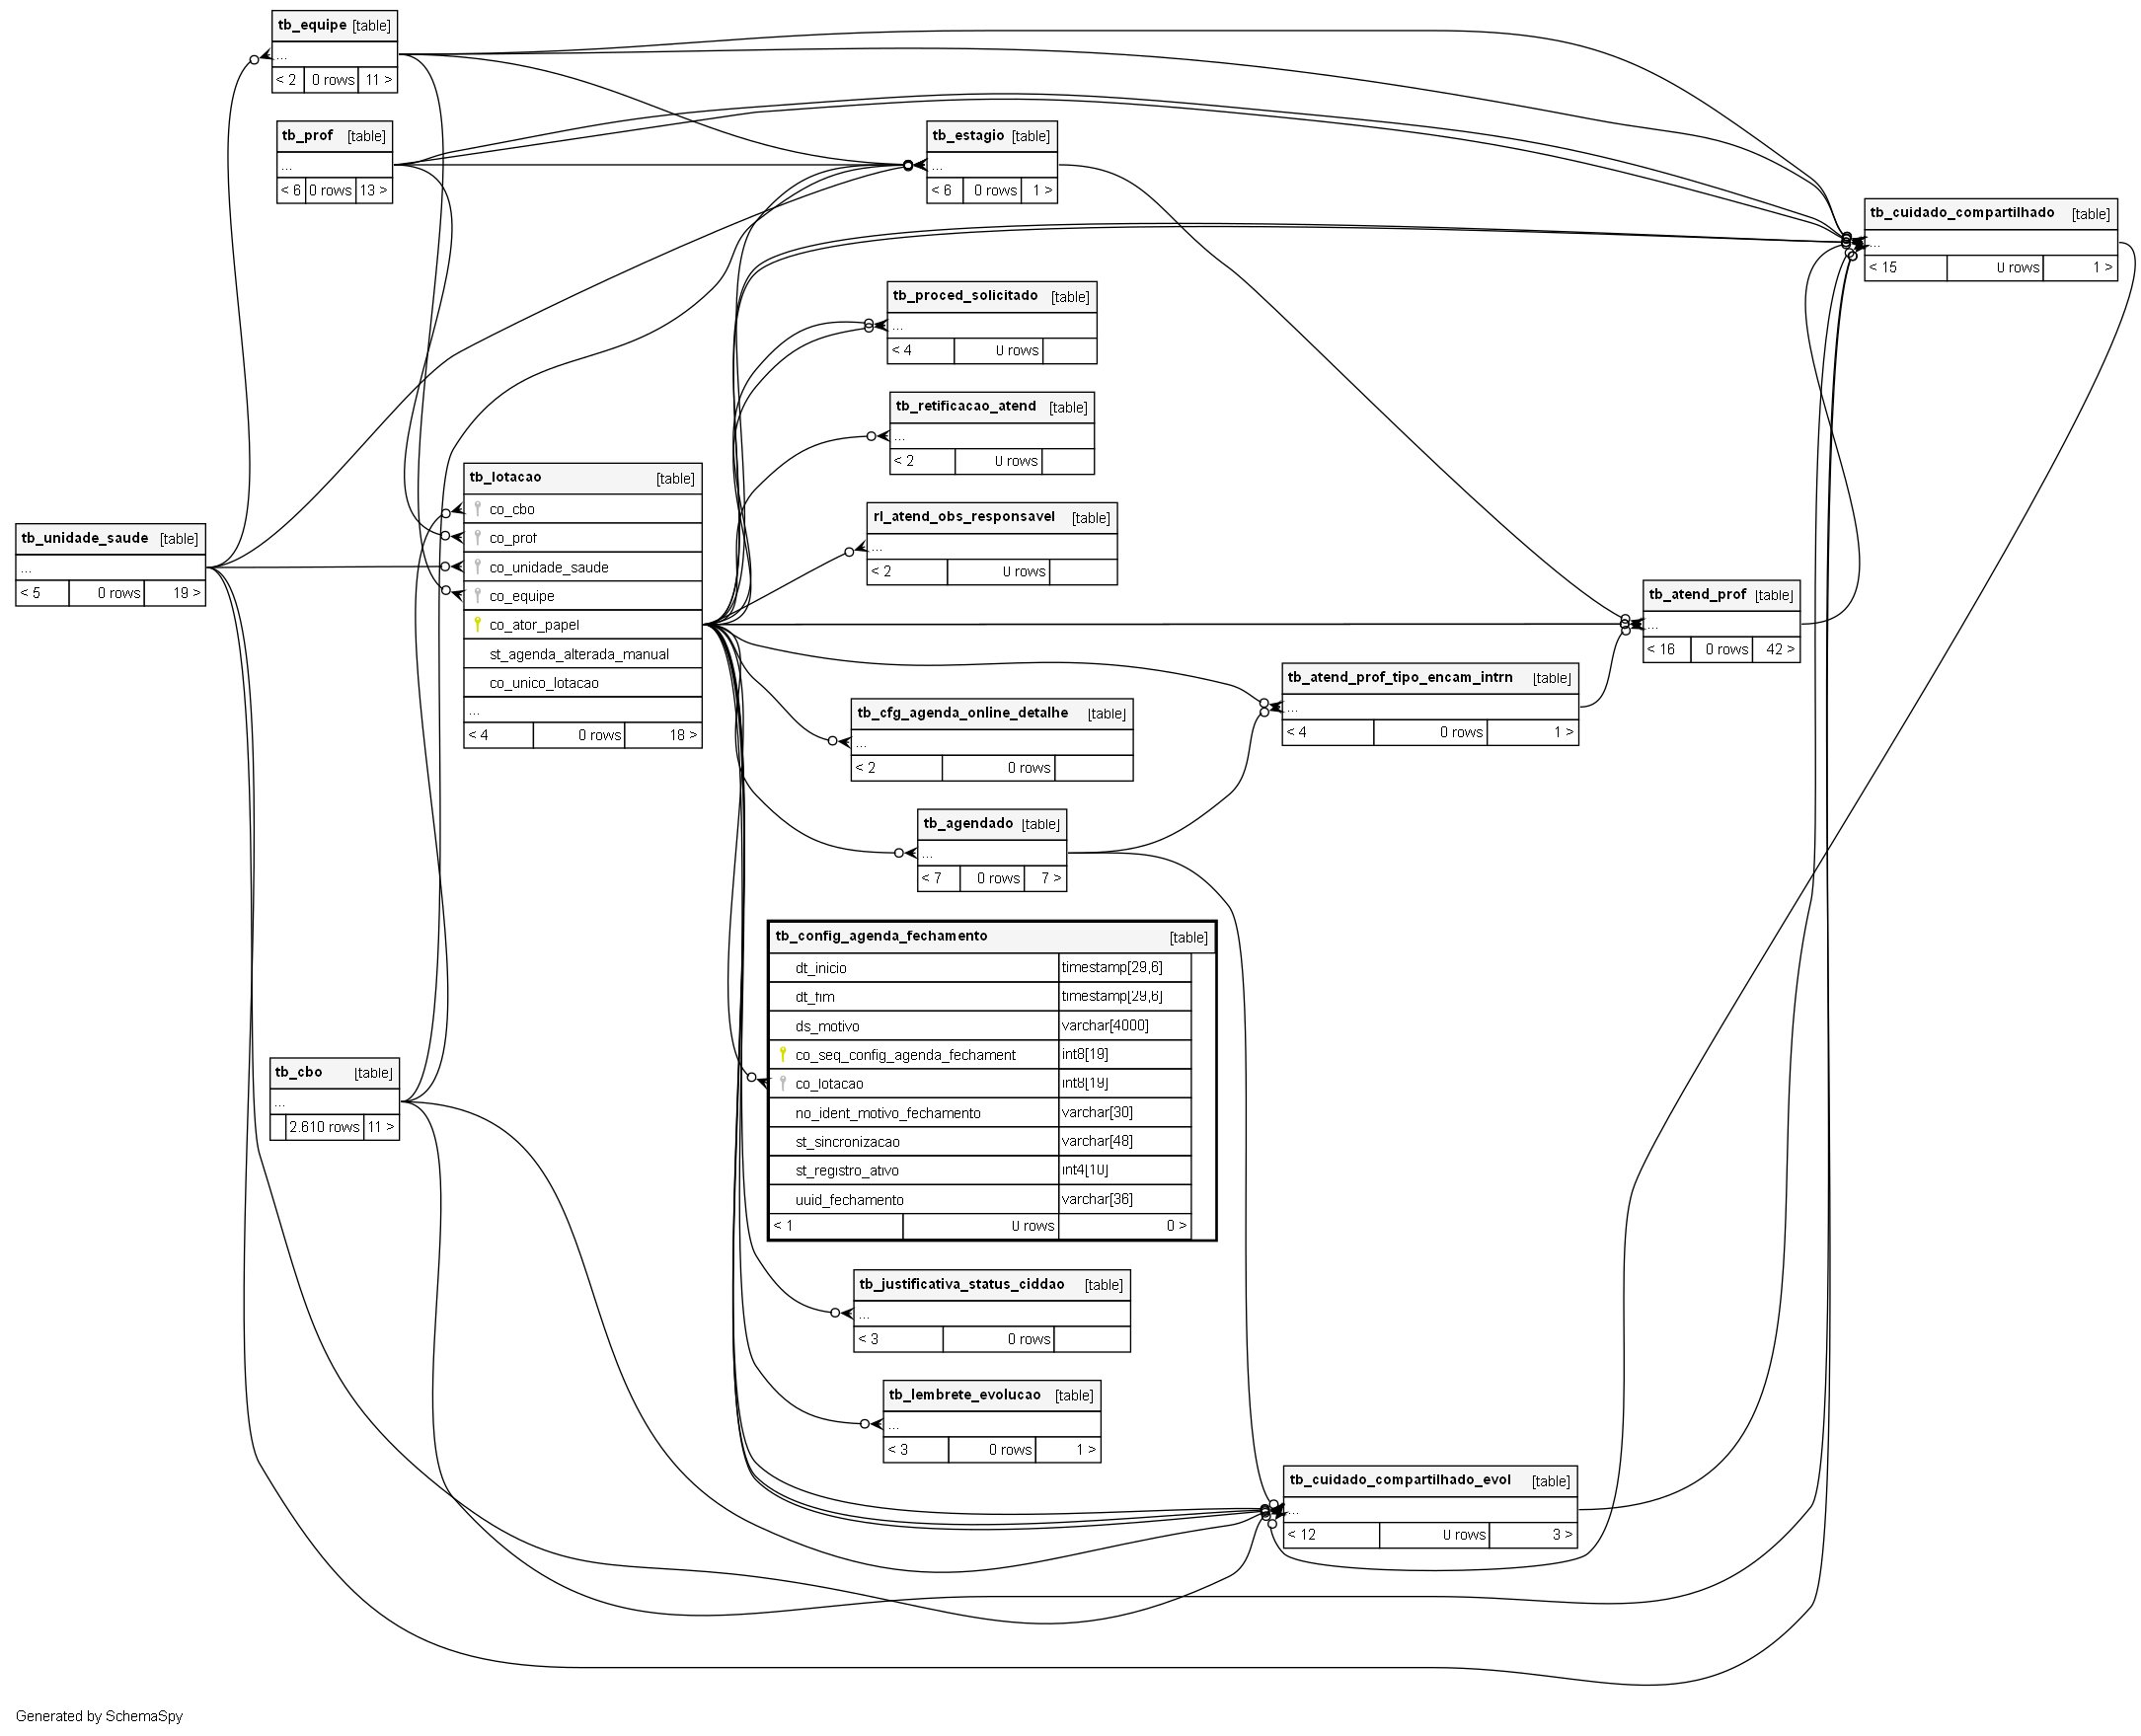 tb_equipe [table]
...
< 2 0 rows 11 >
tb_prof [table]
...
< 6 0 rows 13 >
tb_estagio [table]
...
< 6 0 rows 1 >
tb_cuidado_compartilhado [table]
...
< 15 0 rows 1 >
tb_proced_solicitado [table]
...
< 4 0 rows
tb_retificacao_atend [table]
...
< 2 0 rows
tb_lotacao [table]
co_cbo
co_prof
co_unidade_saude
co_equipe
co_ator_papel
st_agenda_alterada_manual
co_unico_lotacao
...
< 4 0 rows 18 >
rl_atend_obs_responsavel [table]
...
< 2 0 rows
tb_unidade_saude [table]
...
< 5 0 rows 19 >
tb_atend_prof [table]
...
< 16 0 rows 42 >
tb_atend_prof_tipo_encam_intrn [table]
...
< 4 0 rows 1 >
tb_cfg_agenda_online_detalhe [table]
...
< 2 0 rows
tb_agendado [table]
...
< 7 0 rows 7 >
tb_config_agenda_fechamento [table]
dt_inicio timestamp[29,6]
dt_fim timestamp[29,6]
ds_motivo varchar[4000]
co_seq_config_agenda_fechament int8[19]
co_lotacao int8[19]
no_ident_motivo_fechamento varchar[30]
st_sincronizacao varchar[48]
st_registro_ativo int4[10]
uuid_fechamento varchar[36]
< 1 0 rows 0 >
tb_cbo [table]
...
2.610 rows 11 >
tb_justificativa_status_ciddao [table]
...
< 3 0 rows
tb_lembrete_evolucao [table]
...
< 3 0 rows 1 >
tb_cuidado_compartilhado_evol [table]
...
< 12 0 rows 3 >
Generated by SchemaSpy